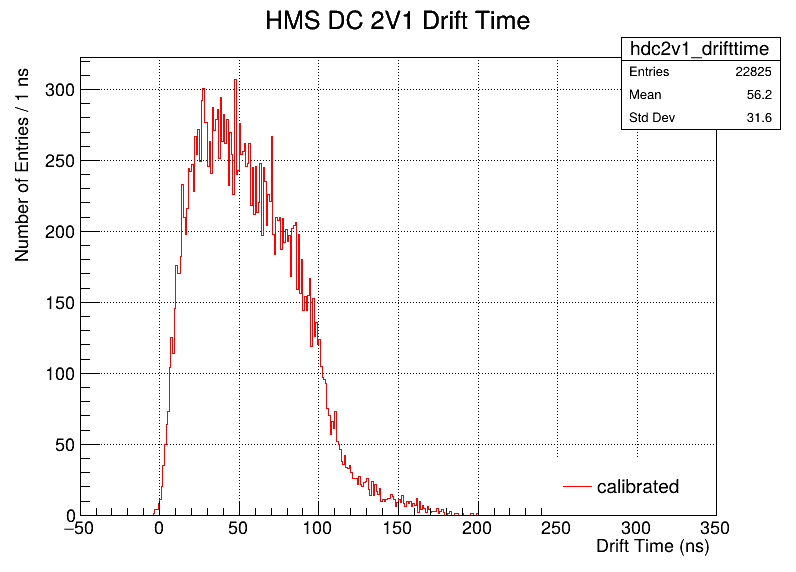 HMS DC 2V1 Drift Time
hdc2v1_drifttime
Entries 22825
Mean 56.2
Std Dev 31.6
Number of Entries / 1 ns
300
250
200
150
100
50
0
calibrated
−50 0 50 100 150 200 250 300 350
Drift Time (ns)